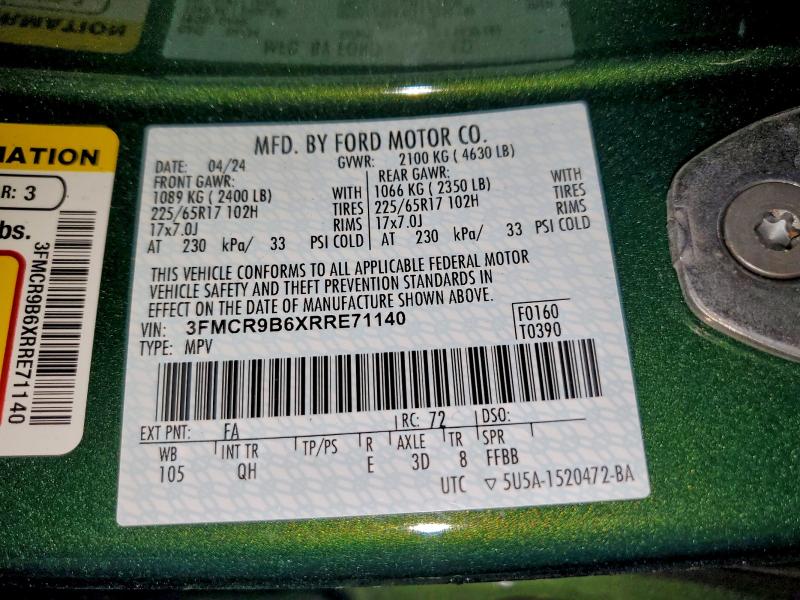 MATION
R: 3
bs.
3FMCR9B6XRRE71140
MFD. BY FORD MOTOR CO.
DATE: 04/24 GVWR: 2100 KG ( 4630 LB)
FRONT GAWR: REAR GAWR:
1089 KG ( 2400 LB) WITH 1066 KG ( 2350 LB) WITH
225/65R17 102H TIRES 225/65R17 102H TIRES
17x7.0J RIMS 17x7.0J RIMS
AT 230 kPa/ 33 PSI COLD AT 230 kPa/ 33 PSI COLD
THIS VEHICLE CONFORMS TO ALL APPLICABLE FEDERAL MOTOR
VEHICLE SAFETY AND THEFT PREVENTION STANDARDS IN
EFFECT ON THE DATE OF MANUFACTURE SHOWN ABOVE.
VIN: 3FMCR9B6XRRE71140 F0160
TYPE: MPV T0390
EXT PNT: FA RC: 72 DSO:
WB INT TR TP/PS R AXLE TR SPR
105 QH E 3D 8 FFBB
UTC ▽ 5U5A-1520472-BA